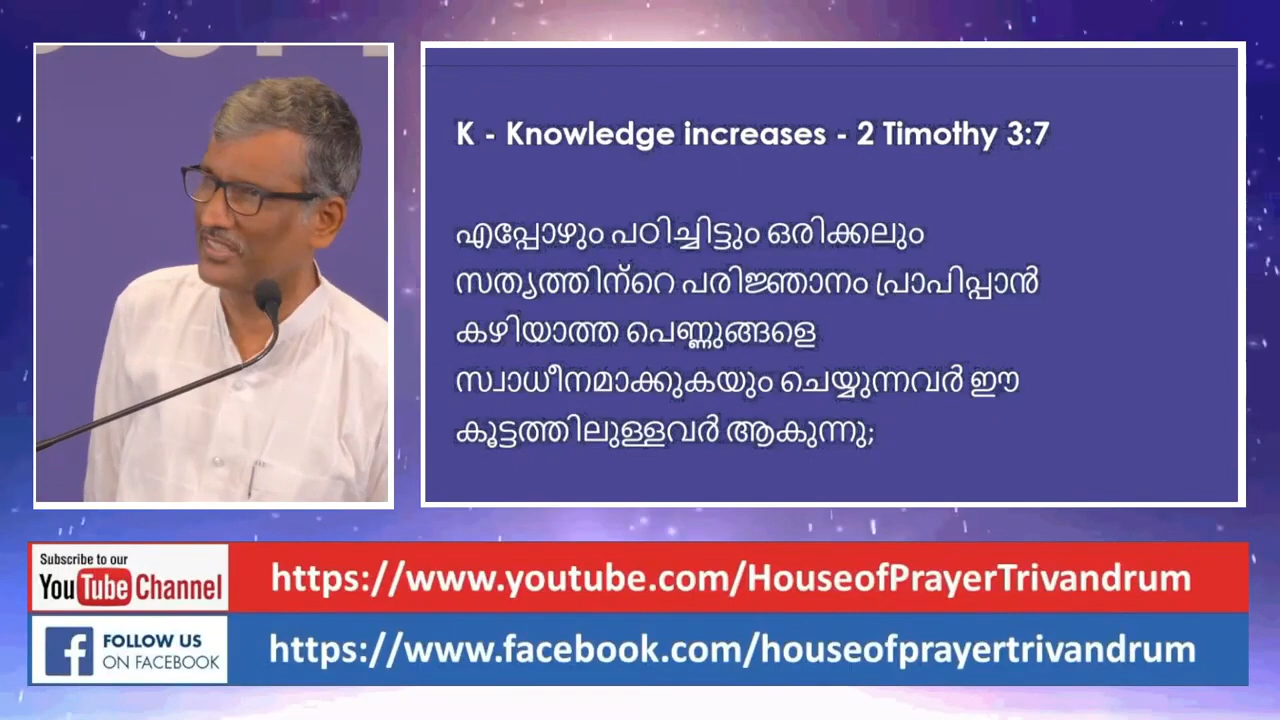 K - Knowledge increases - 2 Timothy 3:7
എപ്പോഴും പഠിച്ചിട്ടും ഒരിക്കലും
സത്യത്തിന്റെ പരിജ്ഞാനം പ്രാപിപ്പാൻ
കഴിയാത്ത പെണ്ണുങ്ങളെ
സ്വാധീനമാക്കുകയും ചെയ്യുന്നവർ ഈ
കൂട്ടത്തിലുള്ളവർ ആകുന്നു;
Subscribe to our
YouTube Channel
https://www.youtube.com/HouseofPrayerTrivandrum
FOLLOW US
ON FACEBOOK
https://www.facebook.com/houseofprayertrivandrum